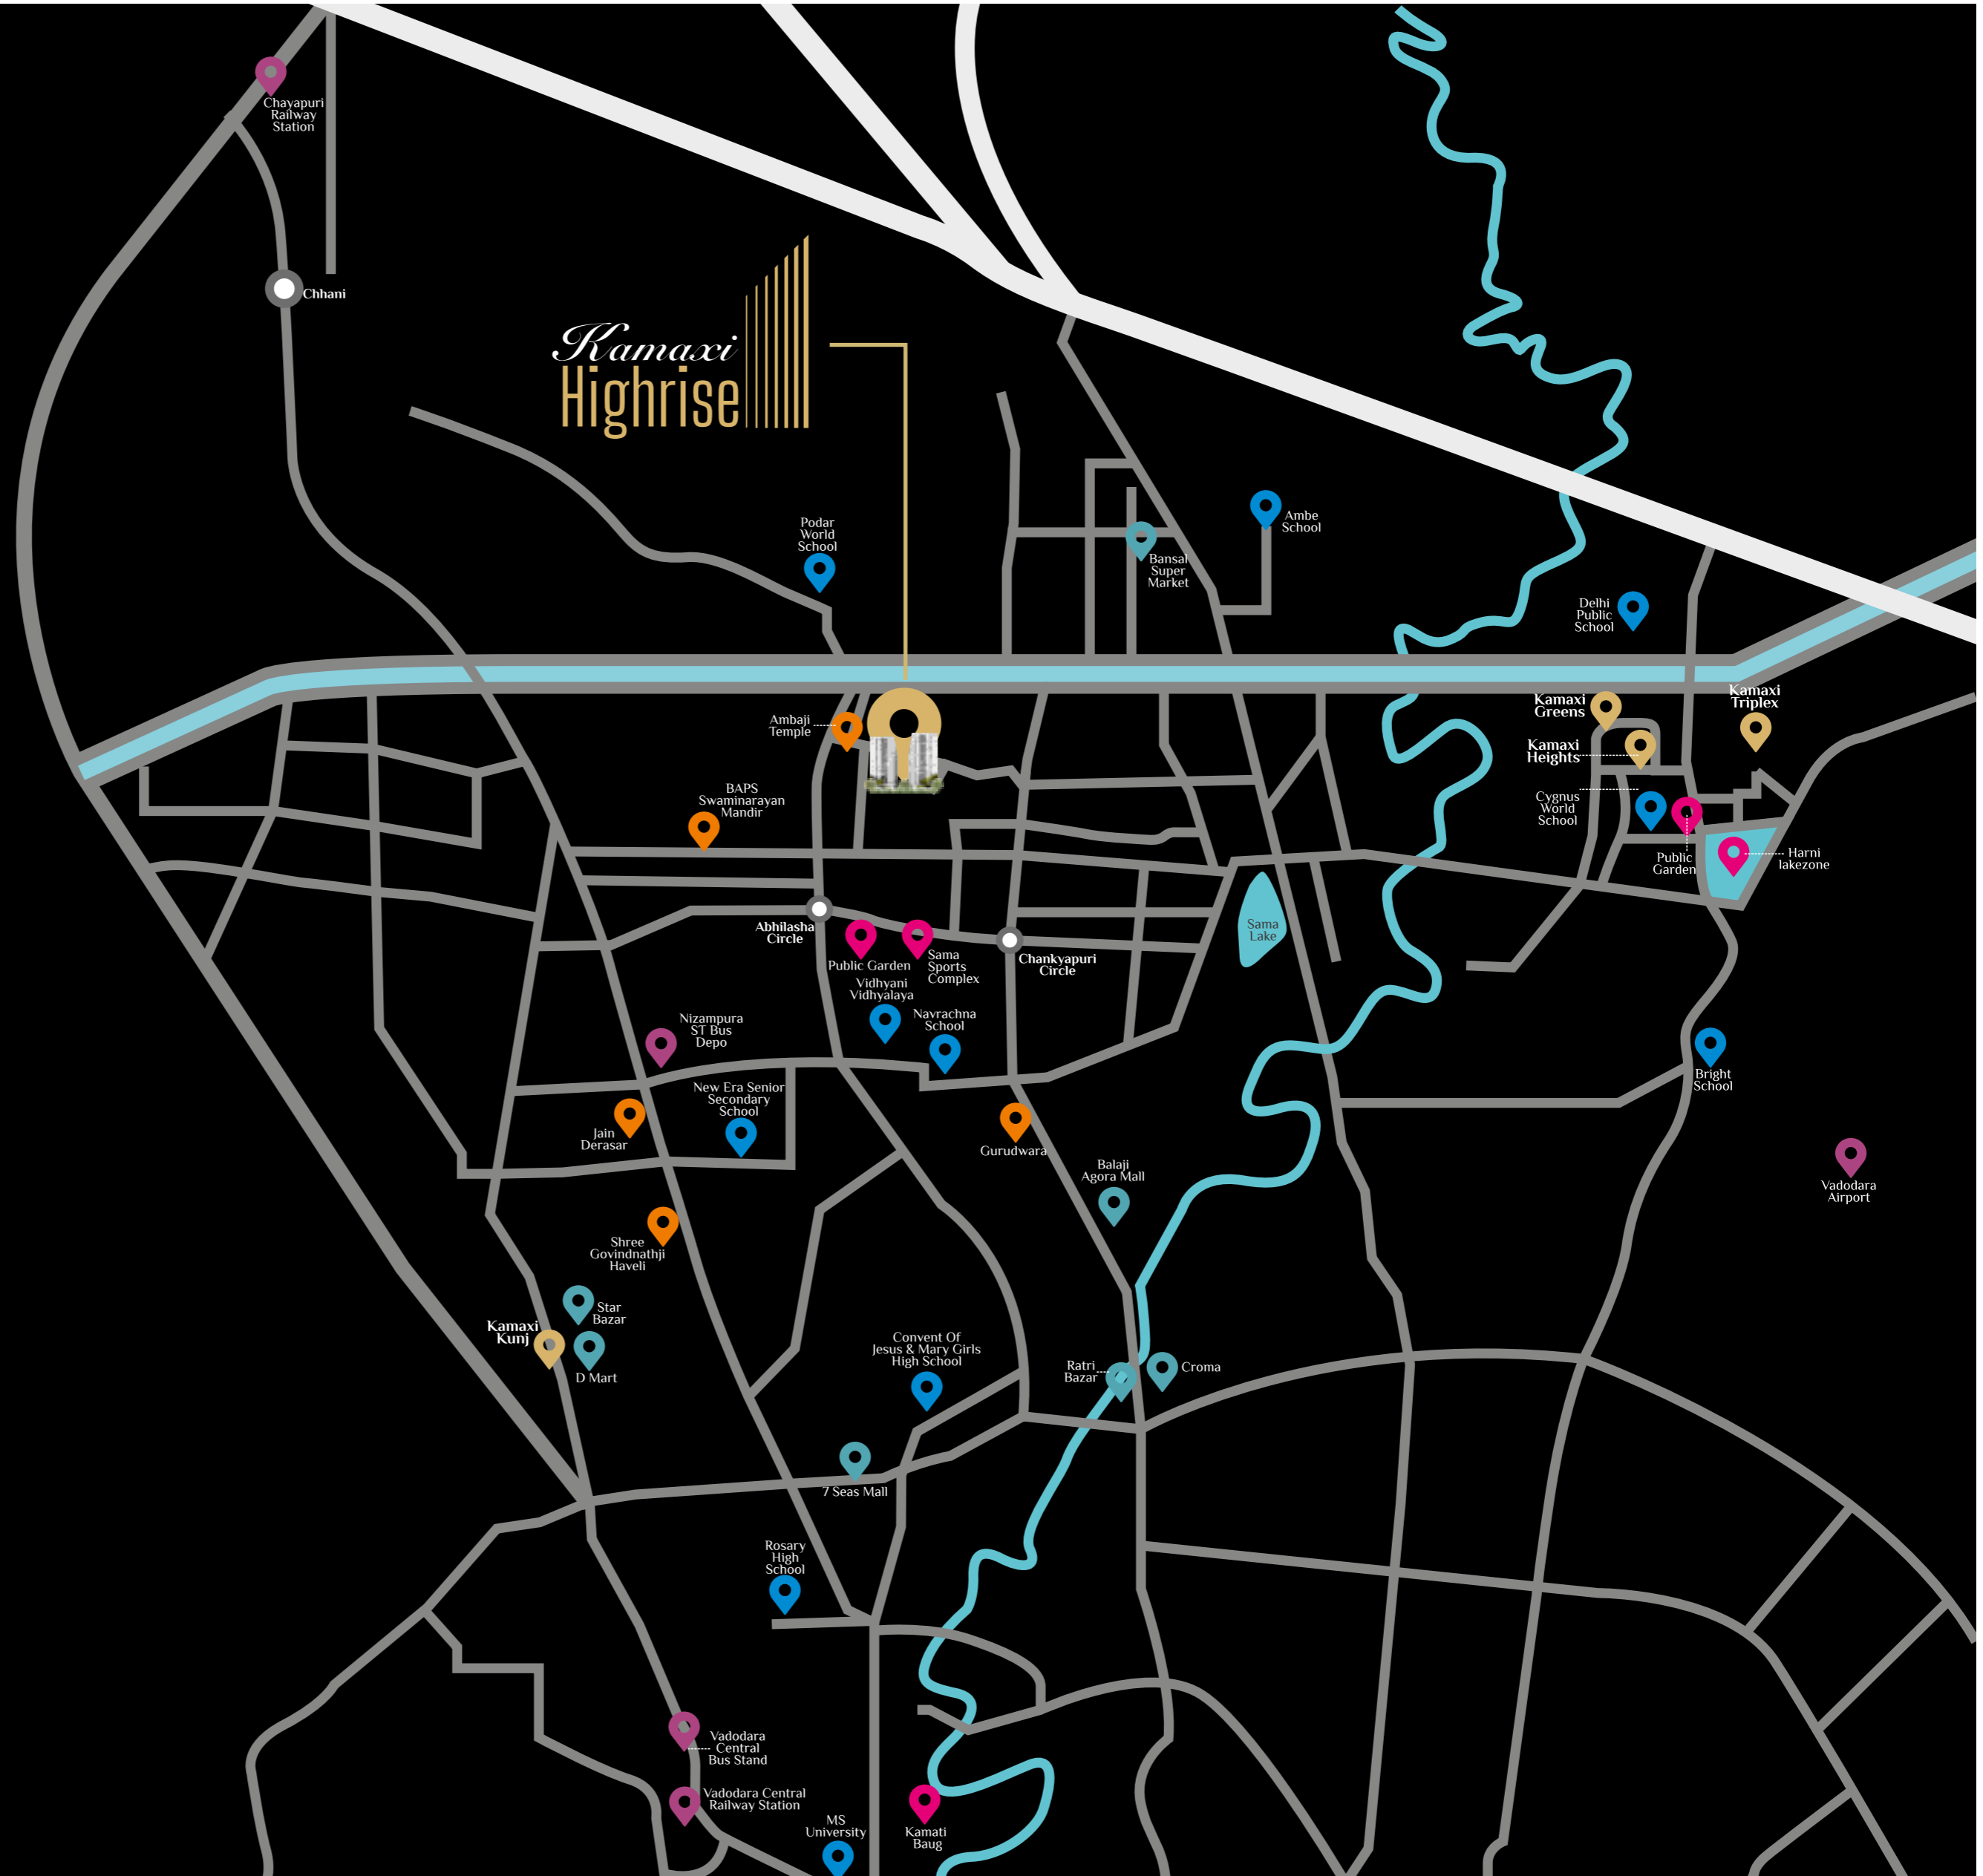 Chayapuri
Railway
Station
Chhani
Kamaxi
Highrise
Podar
World
School
Ambe
School
Bansal
Super
Market
Delhi
Public
School
Kamaxi
Greens
Kamaxi
Triplex
Ambaji
Temple
Kamaxi
Heights
BAPS
Swaminarayan
Mandir
Cygnus
World
School
Public
Garden
Harni
lakezone
Abhilasha
Circle
Sama
Lake
Public Garden
Sama
Sports
Complex
Chankyapuri
Circle
Vidhyani
Vidhyalaya
Navrachna
School
Nizampura
ST Bus
Depo
Bright
School
New Era Senior
Secondary
School
Jain
Derasar
Gurudwara
Balaji
Agora Mall
Vadodara
Airport
Shree
Govindnathji
Haveli
Star
Bazar
Kamaxi
Kunj
D Mart
Convent Of
Jesus & Mary Girls
High School
Ratri
Bazar
Croma
7 Seas Mall
Rosary
High
School
Vadodara
Central
Bus Stand
Vadodara Central
Railway Station
MS
University
Kamati
Baug